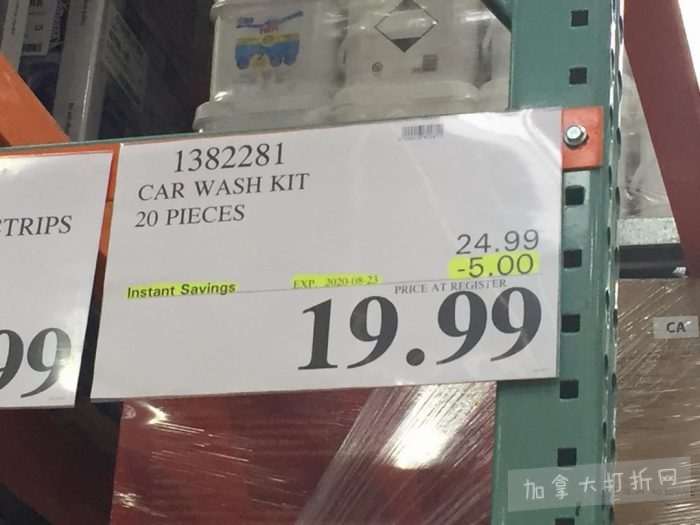 1382281
CAR WASH KIT
20 PIECES
24.99
-5.00
Instant Savings
EXP. 2020-08-23
PRICE AT REGISTER
19.99
TRIPS
99
CA
加拿大打折网